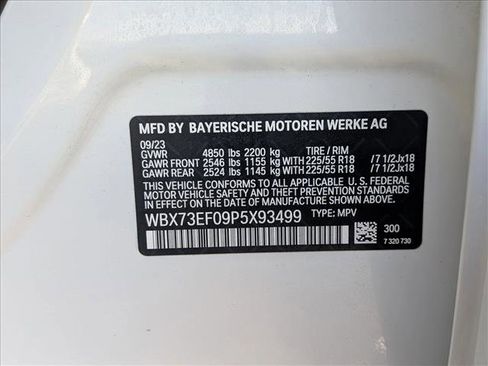 MFD BY BAYERISCHE MOTOREN WERKE AG
09/23
GVWR 4850 lbs 2200 kg TIRE / RIM
GAWR FRONT 2546 lbs 1155 kg WITH 225/55 R18 /7 1/2Jx18
GAWR REAR 2524 lbs 1145 kg WITH 225/55 R18 /7 1/2Jx18
THIS VEHICLE CONFORMS TO ALL APPLICABLE U.S. FEDERAL
MOTOR VEHICLE SAFETY AND THEFT PREVENTION STANDARDS
IN EFFECT ON THE DATE OF MANUFACTURE SHOWN ABOVE.
WBX73EF09P5X93499 TYPE: MPV
300
7 320 730